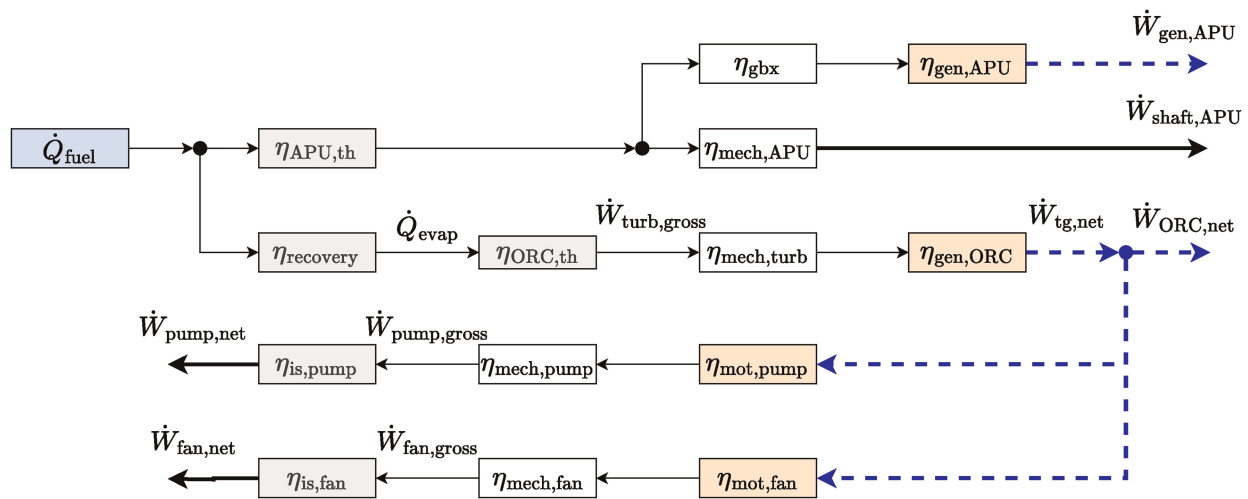 Ẇgen,APU
ηgbx
ηgen,APU
Ẇshaft,APU
Q̇fuel
ηAPU,th
ηmech,APU
Q̇evap
Ẇturb,gross
Ẇtg,net
ẆORC,net
ηrecovery
ηORC,th
ηmech,turb
ηgen,ORC
Ẇpump,net
Ẇpump,gross
ηis,pump
ηmech,pump
ηmot,pump
Ẇfan,net
Ẇfan,gross
ηis,fan
ηmech,fan
ηmot,fan